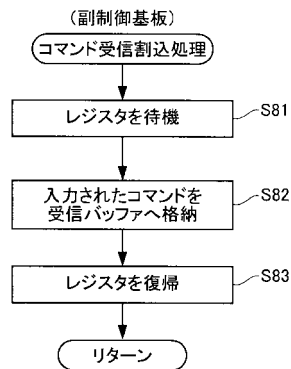 (副制御基板)
コマンド受信割込処理
レジスタを待機
S81
入力されたコマンドを
受信バッファへ格納
S82
レジスタを復帰
S83
リターン